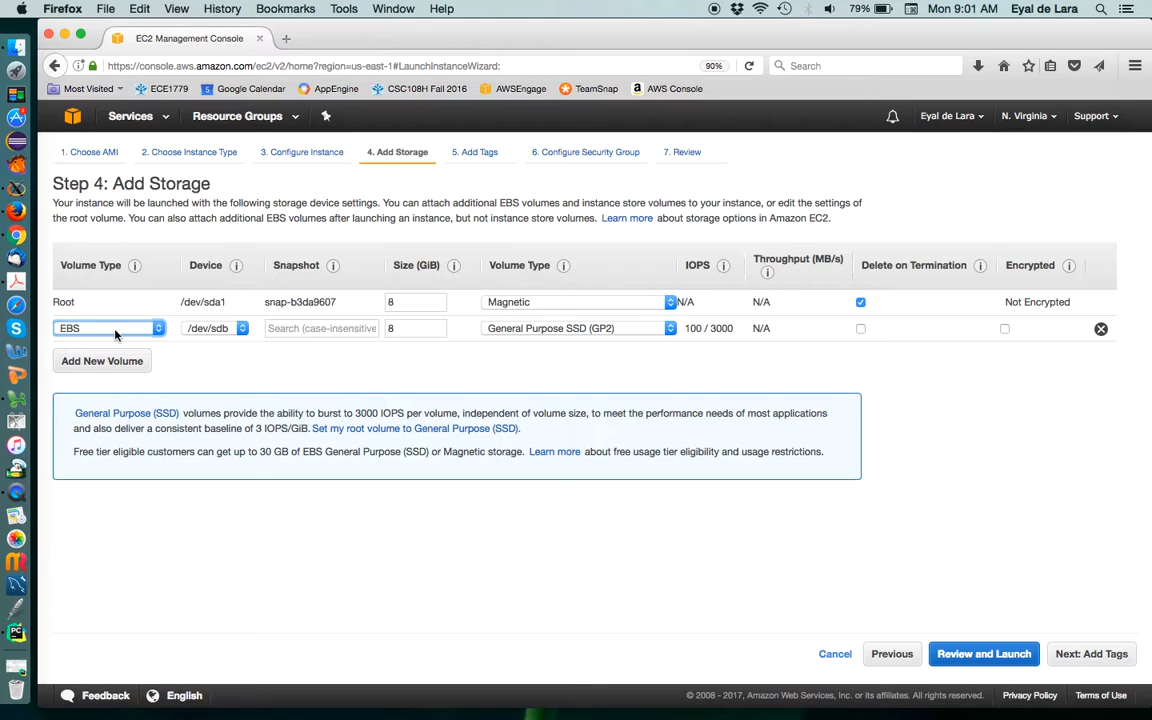 Firefox File Edit View History Bookmarks Tools Window Help 79% Mon 9:01 AM Eyal de Lara
EC2 Management Console
https://console.aws.amazon.com/ec2/v2/home?region=us-east-1#LaunchInstanceWizard: 90% Search
Most Visited ECE1779 Google Calendar AppEngine CSC108H Fall 2016 AWSEngage TeamSnap AWS Console
Services Resource Groups Eyal de Lara N. Virginia Support
1. Choose AMI 2. Choose Instance Type 3. Configure Instance 4. Add Storage 5. Add Tags 6. Configure Security Group 7. Review
Step 4: Add Storage
Your instance will be launched with the following storage device settings. You can attach additional EBS volumes and instance store volumes to your instance, or edit the settings of
the root volume. You can also attach additional EBS volumes after launching an instance, but not instance store volumes. Learn more about storage options in Amazon EC2.
Volume Type Device Snapshot Size (GiB) Volume Type IOPS Throughput (MB/s) Delete on Termination Encrypted
Root /dev/sda1 snap-b3da9607 8 Magnetic N/A N/A Not Encrypted
EBS /dev/sdb Search (case-insensitive 8 General Purpose SSD (GP2) 100 / 3000 N/A
Add New Volume
General Purpose (SSD) volumes provide the ability to burst to 3000 IOPS per volume, independent of volume size, to meet the performance needs of most applications
and also deliver a consistent baseline of 3 IOPS/GiB. Set my root volume to General Purpose (SSD).
Free tier eligible customers can get up to 30 GB of EBS General Purpose (SSD) or Magnetic storage. Learn more about free usage tier eligibility and usage restrictions.
Cancel Previous Review and Launch Next: Add Tags
Feedback English © 2008 - 2017, Amazon Web Services, Inc. or its affiliates. All rights reserved. Privacy Policy Terms of Use